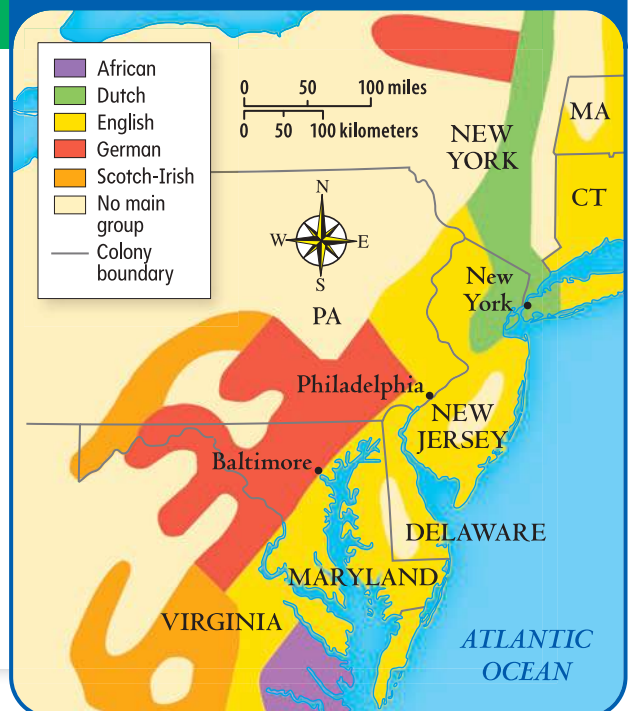 African
Dutch
English
German
Scotch-Irish
No main
group
Colony
boundary
0 50 100 miles
0 50 100 kilometers
NEW
YORK
MA
CT
N
W E
S
New
York
PA
Philadelphia
NEW
JERSEY
Baltimore
DELAWARE
MARYLAND
VIRGINIA
ATLANTIC
OCEAN